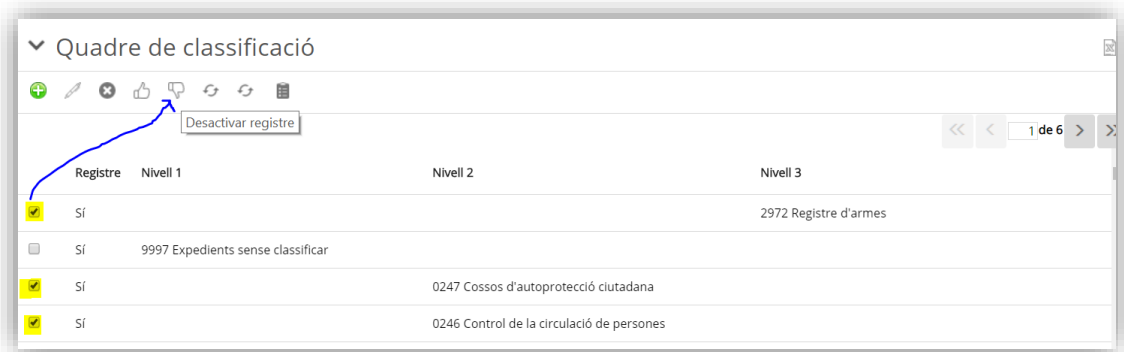 Quadre de classificació
Desactivar registre
1 de 6
Registre Nivell 1 Nivell 2 Nivell 3
Sí 2972 Registre d'armes
Sí 9997 Expedients sense classificar
Sí 0247 Cossos d'autoprotecció ciutadana
Sí 0246 Control de la circulació de persones